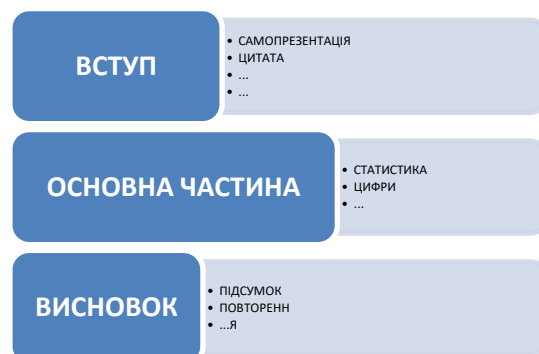 ВСТУП
• САМОПРЕЗЕНТАЦІЯ
• ЦИТАТА
• ...
• ...
ОСНОВНА ЧАСТИНА
• СТАТИСТИКА
• ЦИФРИ
• ...
ВИСНОВОК
• ПІДСУМОК
• ПОВТОРЕНН
• ...Я